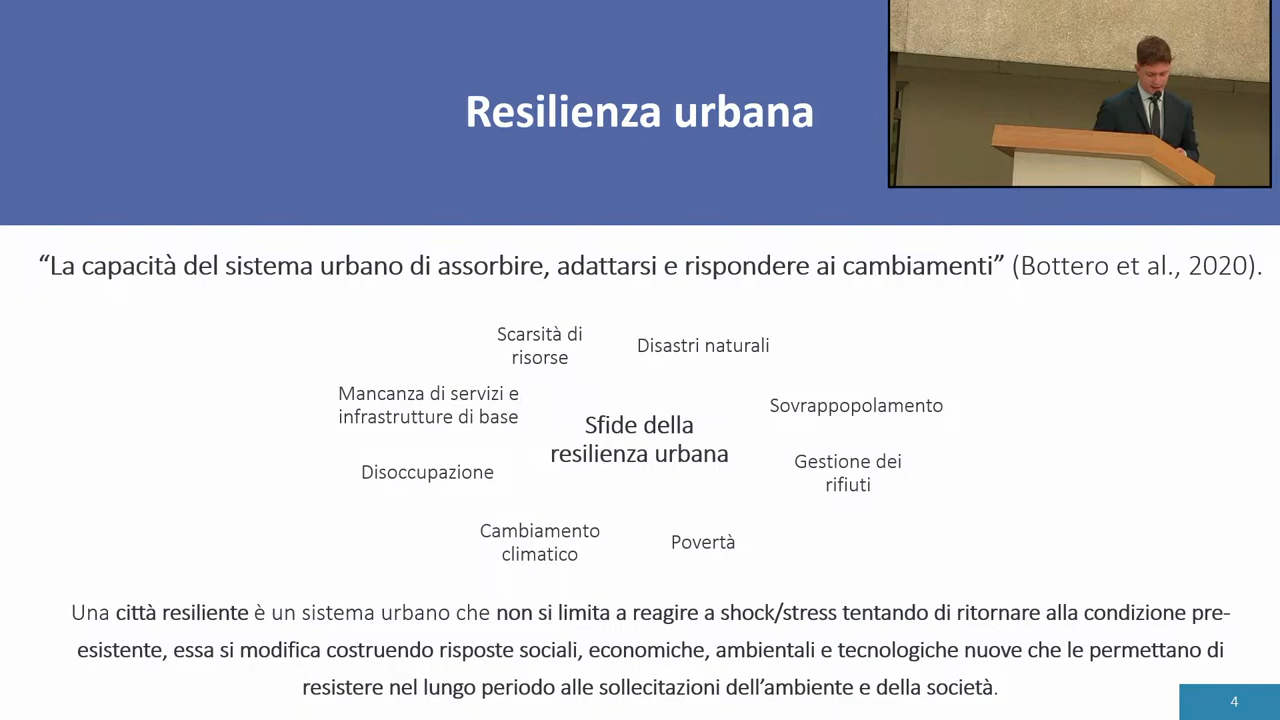 Resilienza urbana
“La capacità del sistema urbano di assorbire, adattarsi e rispondere ai cambiamenti” (Bottero et al., 2020).
Scarsità di
risorse
Disastri naturali
Mancanza di servizi e
infrastrutture di base
Sovrappopolamento
Sfide della
resilienza urbana
Disoccupazione
Gestione dei
rifiuti
Cambiamento
climatico
Povertà
Una città resiliente è un sistema urbano che non si limita a reagire a shock/stress tentando di ritornare alla condizione pre-
esistente, essa si modifica costruendo risposte sociali, economiche, ambientali e tecnologiche nuove che le permettano di
resistere nel lungo periodo alle sollecitazioni dell’ambiente e della società.
4